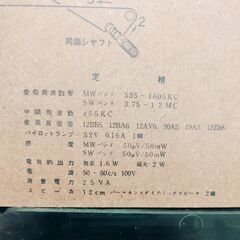 2
同調シャフト
定 格
受信周波数帯 MWバンド 535-1605KC
SWバンド 3.75-12MC
中間周波数 455KC
使用真空管 12BE6 12BA6 12AV6 30A5 19A3 12ZE8
パイロットランプ 3.2V 0.16A 1個
感度 MWバンド 50μV/50mW
SWバンド 50μV/50mW
電気的出力 無歪 1.6W 最大 2W
電源 50-60c/s 100V
消費電力 25VA
スピーカ 12cm パーマネントダイナミックスピーカ 2個